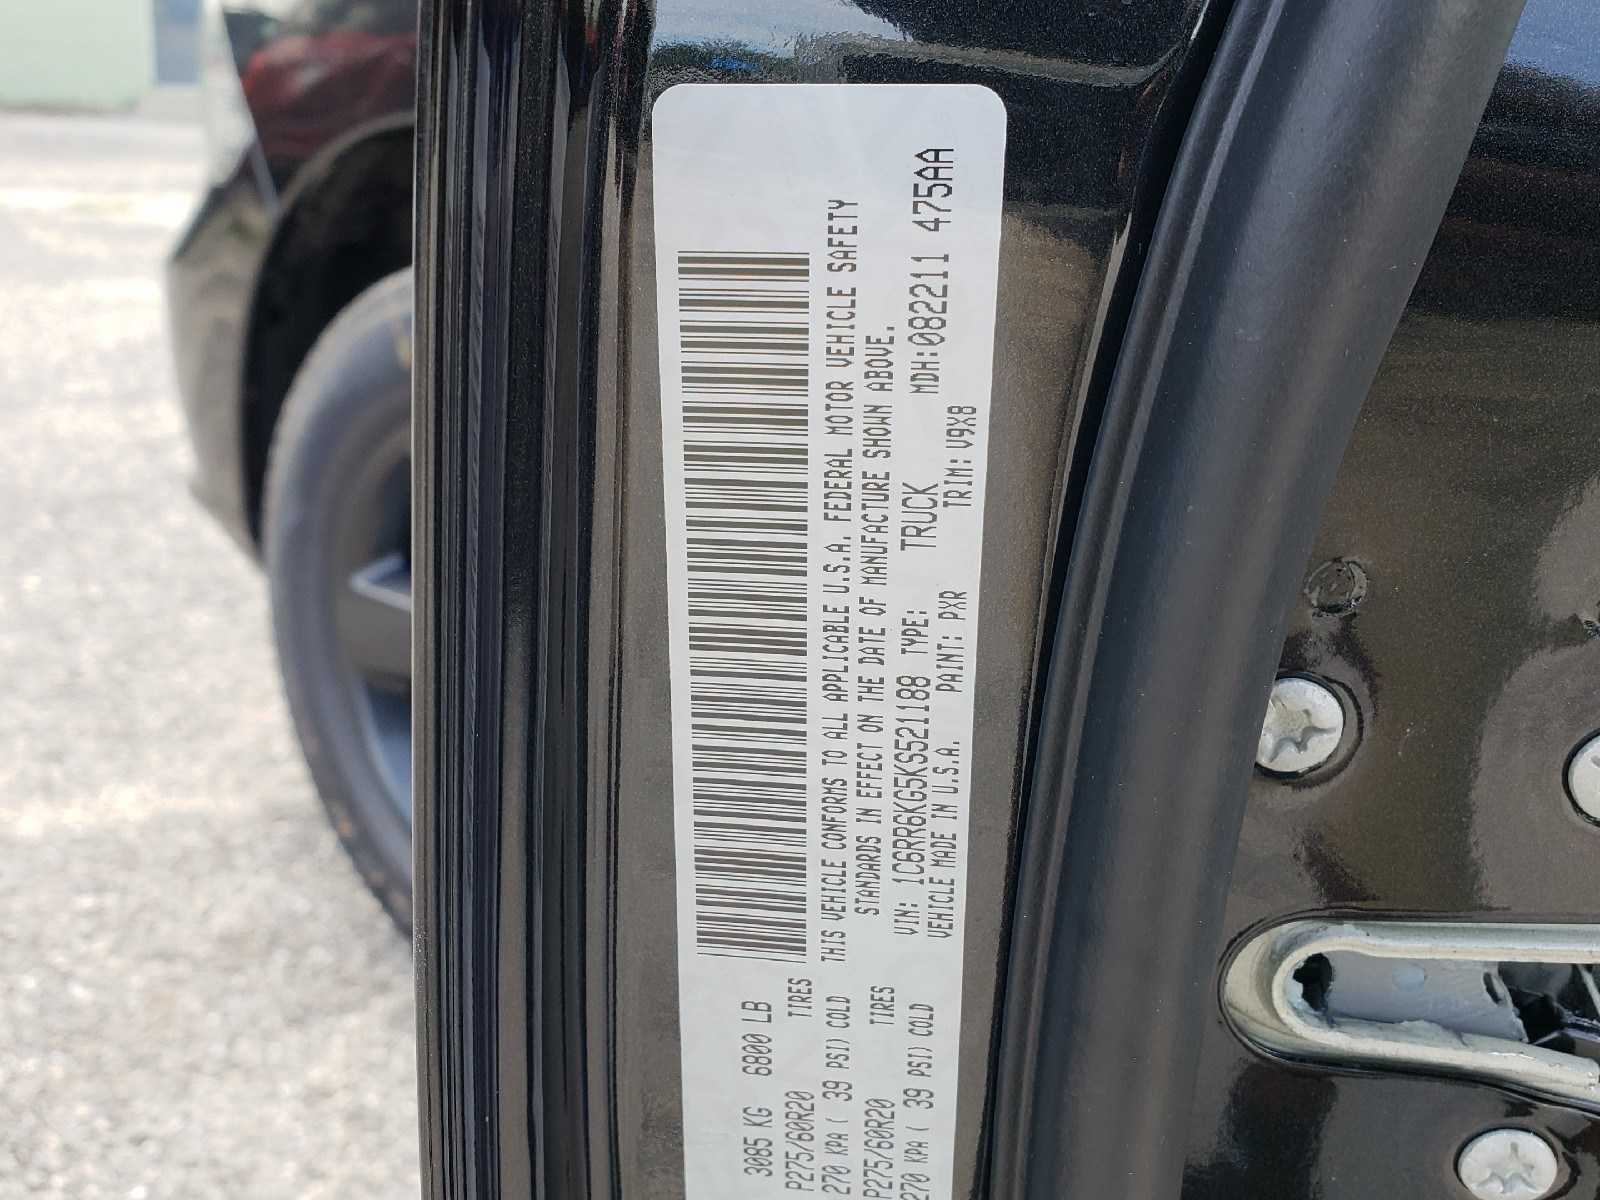 3085 KG 6800 LB
P275/60R20 TIRES
270 KPA ( 39 PSI) COLD
P275/60R20 TIRES
270 KPA ( 39 PSI) COLD
THIS VEHICLE CONFORMS TO ALL APPLICABLE U.S.A. FEDERAL MOTOR VEHICLE SAFETY
STANDARDS IN EFFECT ON THE DATE OF MANUFACTURE SHOWN ABOVE.
VIN: 1C6RR6KG5KS521188 TYPE: TRUCK MDH:082211 475AA
VEHICLE MADE IN U.S.A. PAINT: PXR TRIM: V9X8